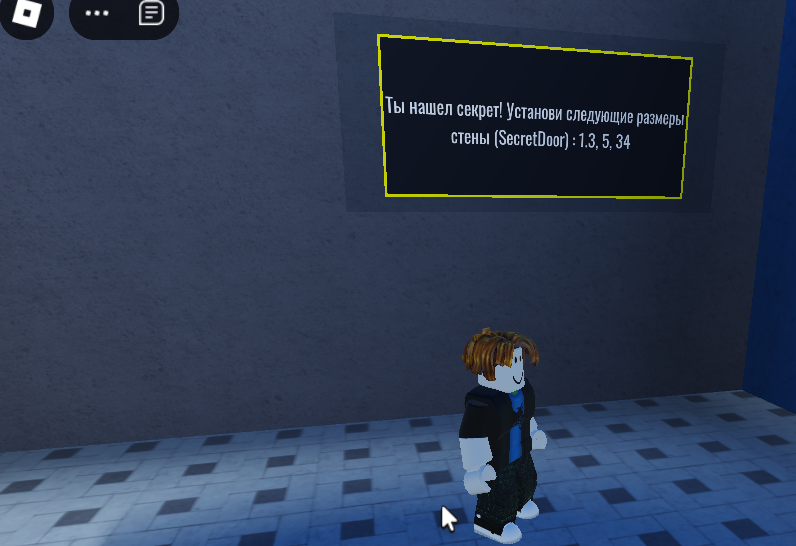 Ты нашел секрет! Установи следующие размеры
стены (SecretDoor) : 1.3, 5, 34